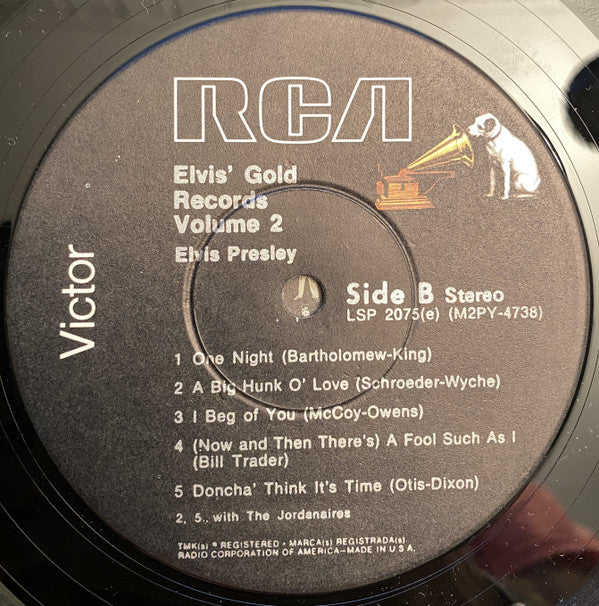 RCA
Victor
Elvis' Gold
Records
Volume 2
Elvis Presley
Side B Stereo
LSP 2075(e) (M2PY-4738)
1 One Night (Bartholomew-King)
2 A Big Hunk O' Love (Schroeder-Wyche)
3 I Beg of You (McCoy-Owens)
4 (Now and Then There's) A Fool Such As I
(Bill Trader)
5 Doncha' Think It's Time (Otis-Dixon)
2, 5., with The Jordanaires
TMK(s) ® REGISTERED • MARCA(s) REGISTRADA(s)
RADIO CORPORATION OF AMERICA—MADE IN U.S.A.